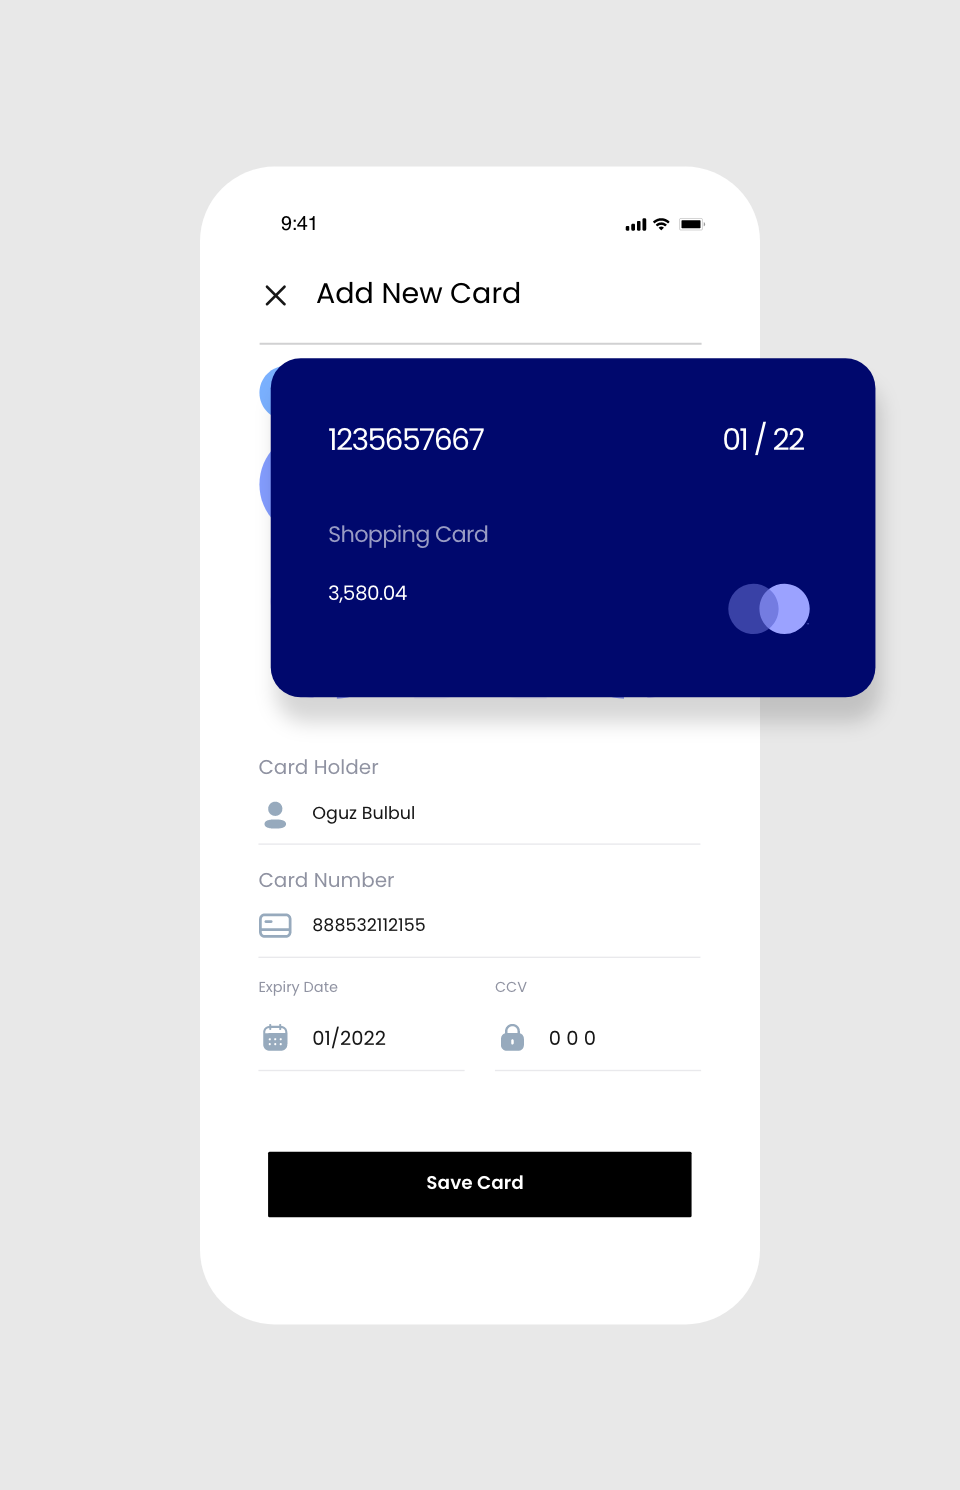 9:41
Add New Card
1235657667 01 / 22
Shopping Card
3,580.04
Card Holder
Oguz Bulbul
Card Number
888532112155
Expiry Date CCV
01/2022 0 0 0
Save Card